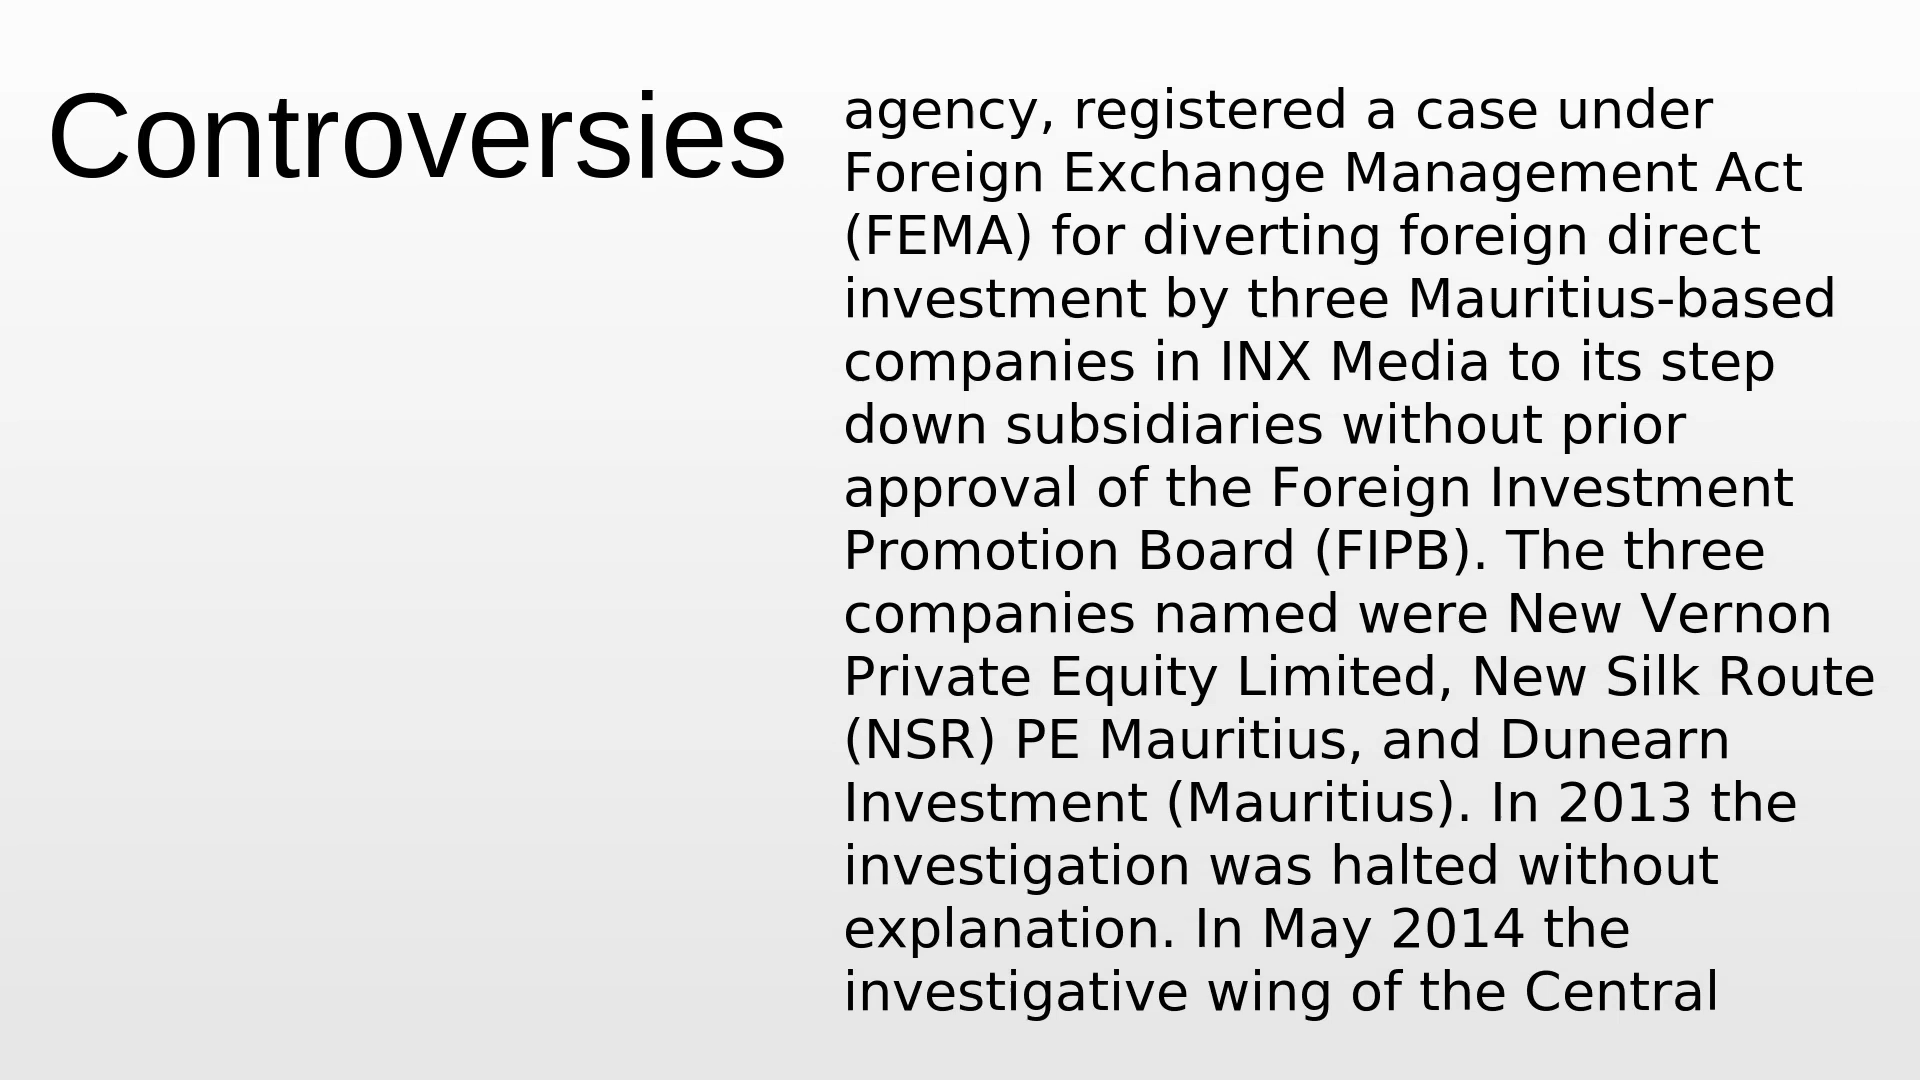 Controversies
agency, registered a case under
Foreign Exchange Management Act
(FEMA) for diverting foreign direct
investment by three Mauritius-based
companies in INX Media to its step
down subsidiaries without prior
approval of the Foreign Investment
Promotion Board (FIPB). The three
companies named were New Vernon
Private Equity Limited, New Silk Route
(NSR) PE Mauritius, and Dunearn
Investment (Mauritius). In 2013 the
investigation was halted without
explanation. In May 2014 the
investigative wing of the Central